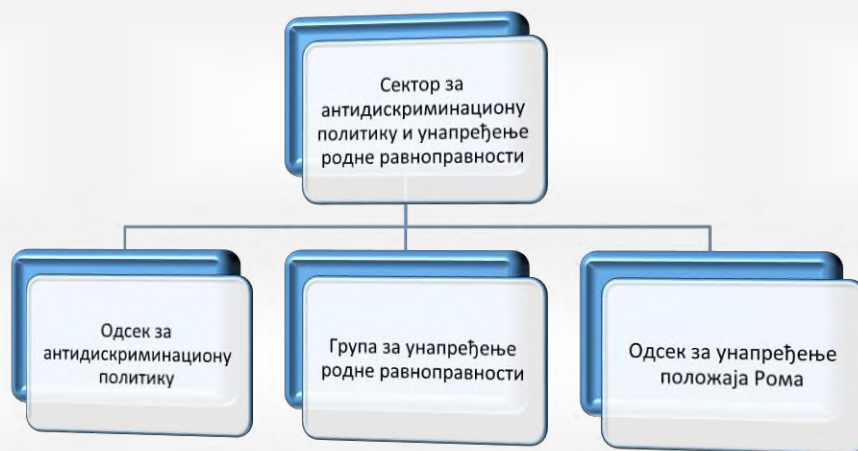 Сектор за
антидискриминациону
политику и унапређење
родне равноправности
Одсек за
антидискриминациону
политику
Група за унапређење
родне равноправности
Одсек за унапређење
положаја Рома